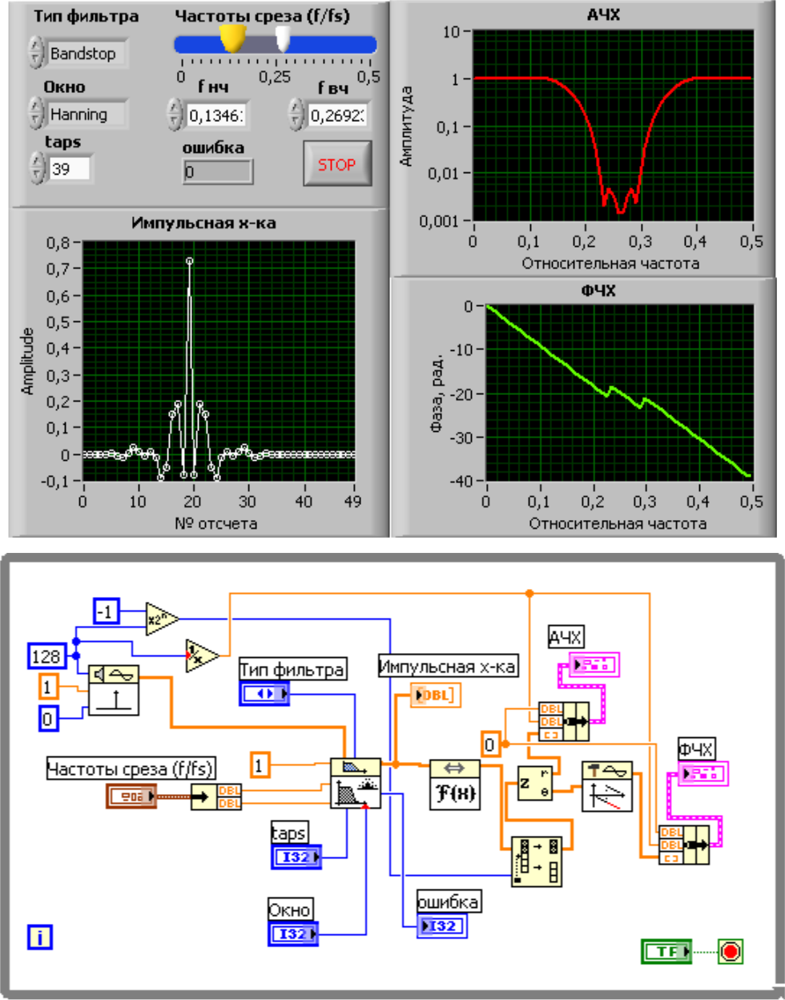 Тип фильтра
Bandstop
Окно
Hanning
taps
39
Частоты среза (f/fs)
0 0,25 0,5
f нч f вч
0,1346 0,2692
ошибка
0
STOP
АЧХ
Амплитуда
10
1
0,1
0,01
0,001
0 0,1 0,2 0,3 0,4 0,5
Относительная частота
Импульсная х-ка
Amplitude
0,8
0,7
0,6
0,5
0,4
0,3
0,2
0,1
0
-0,1
0 10 20 30 40 49
№ отсчета
ФЧХ
Фаза, рад.
0
-10
-20
-30
-40
0 0,1 0,2 0,3 0,4 0,5
Относительная частота
-1
x2ⁿ
128
1/x
1
0
Тип фильтра
Импульсная х-ка
DBL]
АЧХ
DBL
DBL
0
ФЧХ
Частоты среза (f/fs)
DBL
DBL
1
F(x)
z
r
θ
DBL
DBL
taps
I32
Окно
I32
ошибка
I32
i
TF